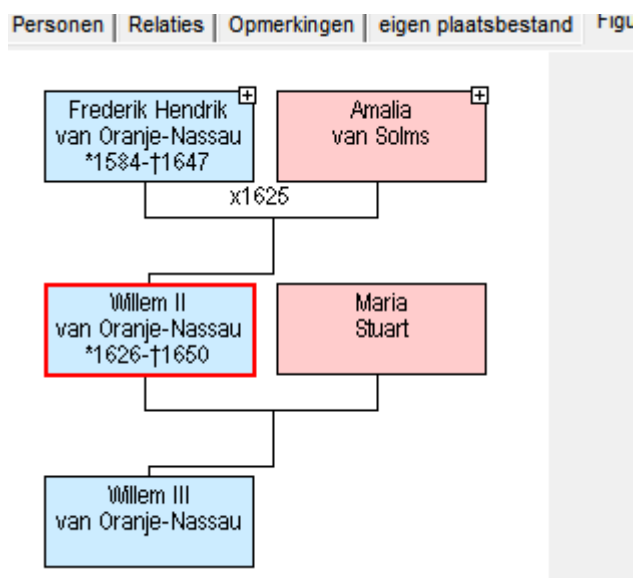 Personen Relaties Opmerkingen eigen plaatsbestand Figu
Frederik Hendrik
van Oranje-Nassau
*1584-†1647
Amalia
van Solms
x1625
Willem II
van Oranje-Nassau
*1626-†1650
Maria
Stuart
Willem III
van Oranje-Nassau